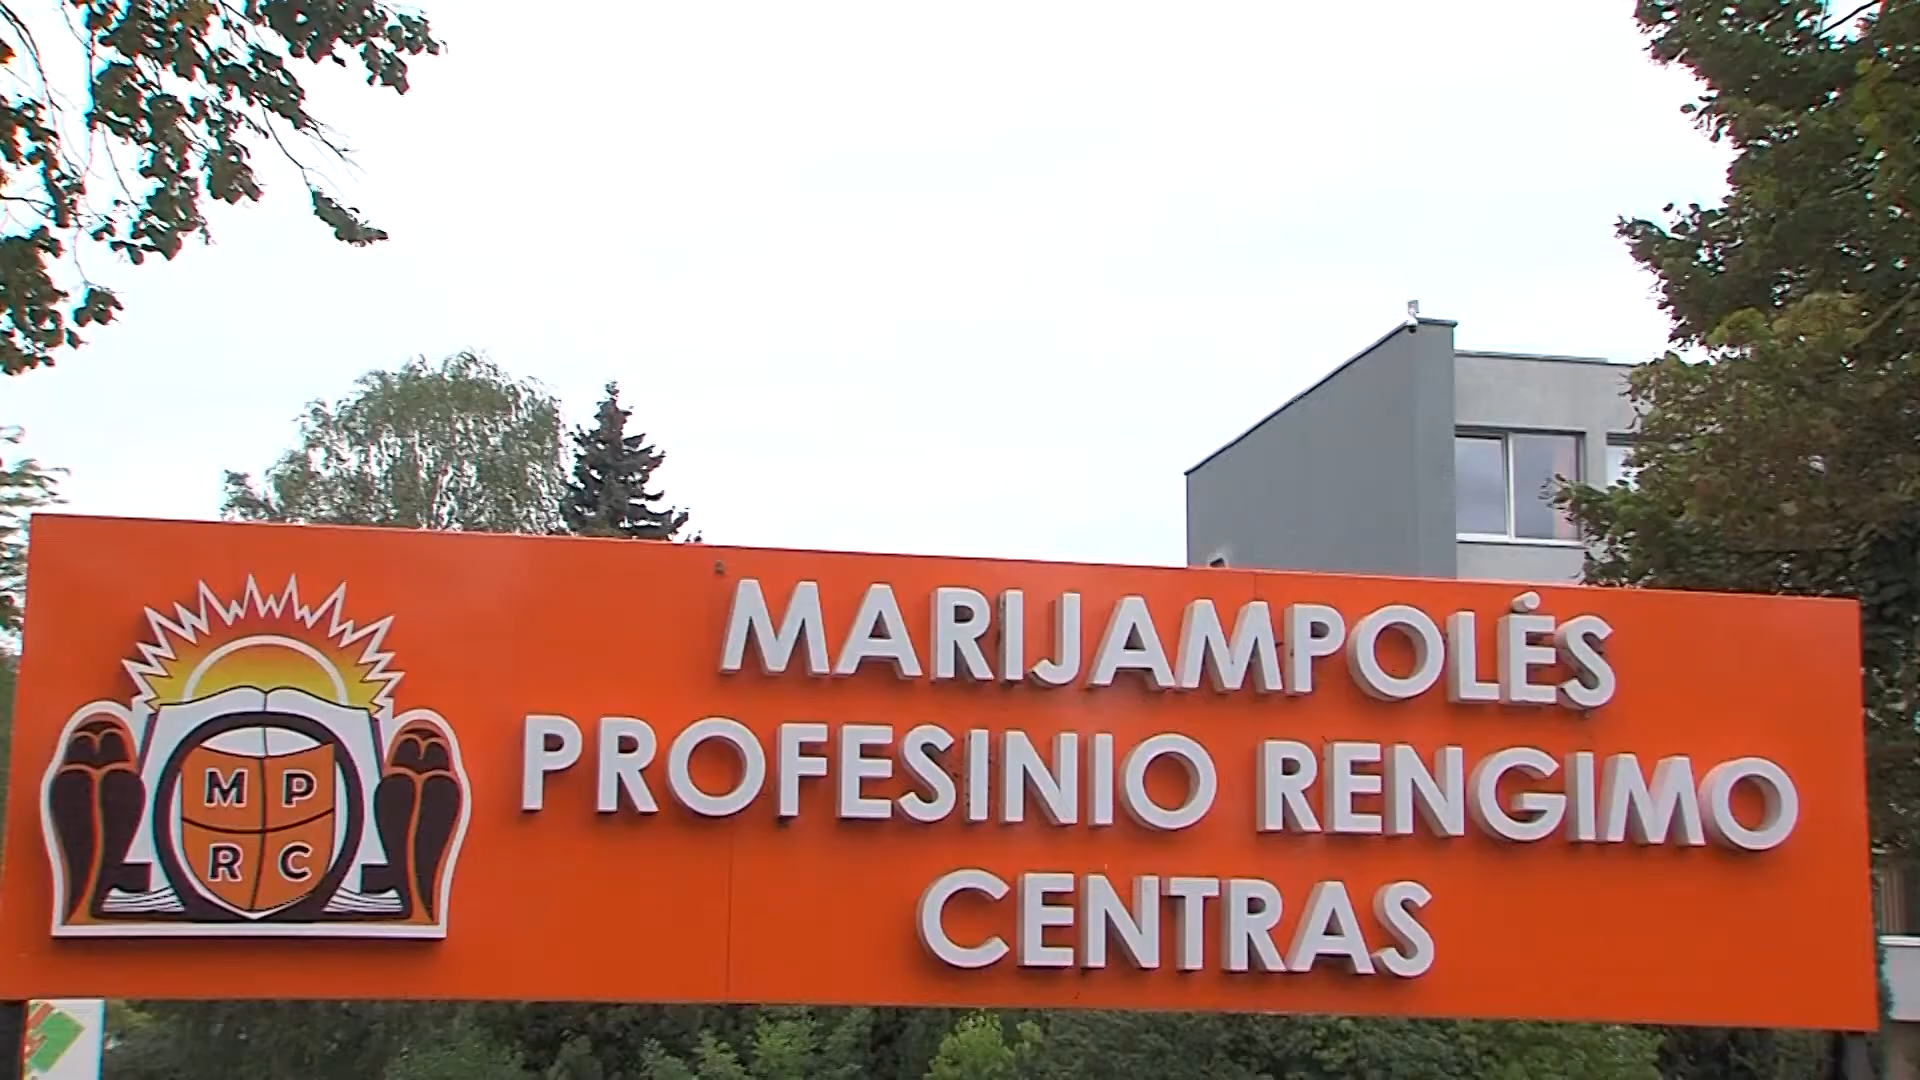 MARIJAMPOLĖS
PROFESINIO RENGIMO
CENTRAS
M P
R C